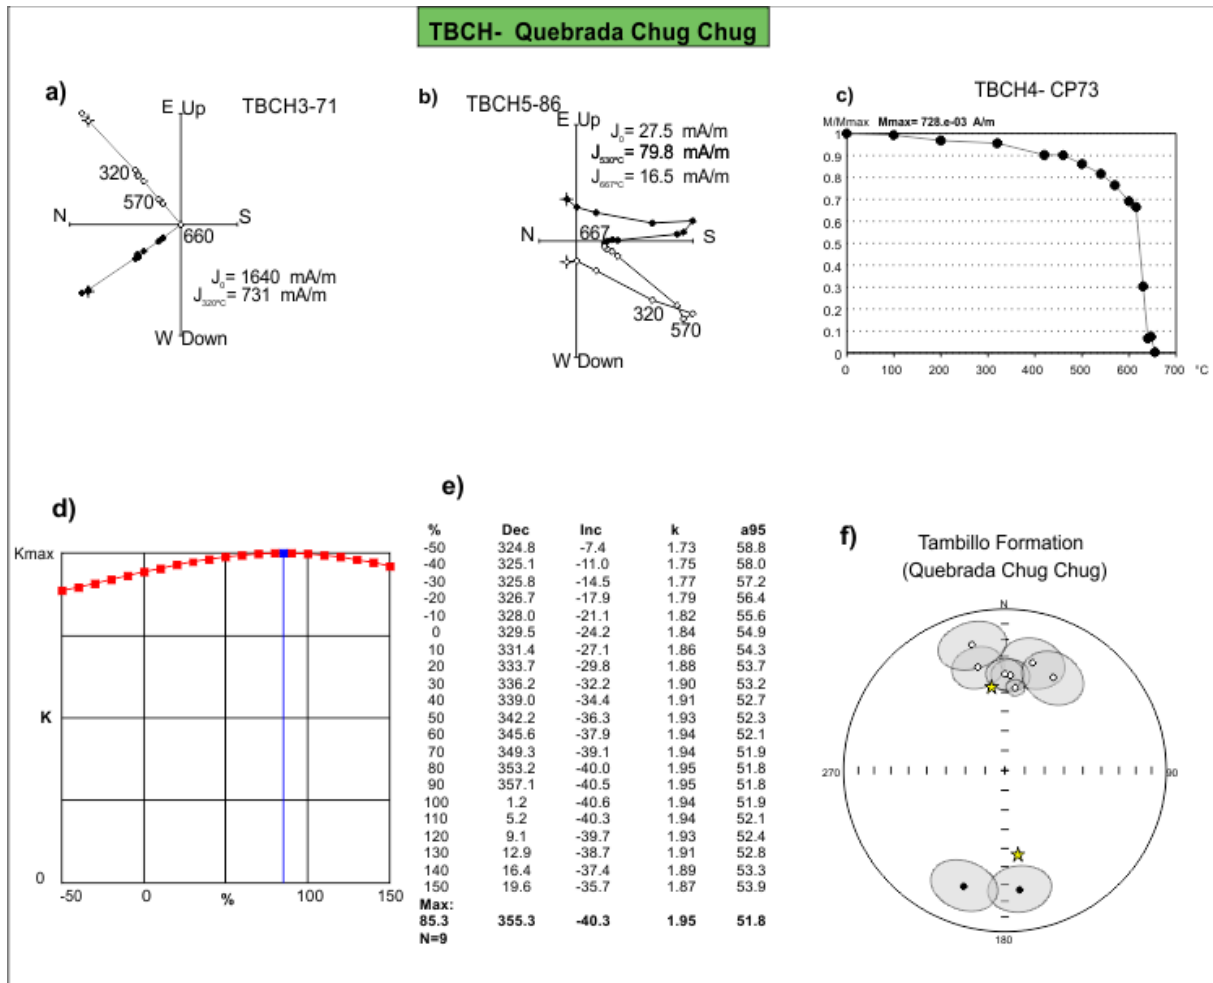 TBCH- Quebrada Chug Chug
a)
TBCH3-71
E Up
N
S
320
570
660
J0= 1640 mA/m
J320°C= 731 mA/m
W Down
b)
TBCH5-86
E Up
J0= 27.5 mA/m
J530°C= 79.8 mA/m
J667°C= 16.5 mA/m
N
667
S
320
570
W Down
c)
TBCH4- CP73
M/Mmax Mmax= 728.e-03 A/m
1
0.9
0.8
0.7
0.6
0.5
0.4
0.3
0.2
0.1
0
0 100 200 300 400 500 600 700 °C
d)
Kmax
K
0
-50 0 % 100 150
e)
% Dec Inc k a95
-50 324.8 -7.4 1.73 58.8
-40 325.1 -11.0 1.75 58.0
-30 325.8 -14.5 1.77 57.2
-20 326.7 -17.9 1.79 56.4
-10 328.0 -21.1 1.82 55.6
0 329.5 -24.2 1.84 54.9
10 331.4 -27.1 1.86 54.3
20 333.7 -29.8 1.88 53.7
30 336.2 -32.2 1.90 53.2
40 339.0 -34.4 1.91 52.7
50 342.2 -36.3 1.93 52.3
60 345.6 -37.9 1.94 52.1
70 349.3 -39.1 1.94 51.9
80 353.2 -40.0 1.95 51.8
90 357.1 -40.5 1.95 51.8
100 1.2 -40.6 1.94 51.9
110 5.2 -40.3 1.94 52.1
120 9.1 -39.7 1.93 52.4
130 12.9 -38.7 1.91 52.8
140 16.4 -37.4 1.89 53.3
150 19.6 -35.7 1.87 53.9
Max:
85.3 355.3 -40.3 1.95 51.8
N=9
f)
Tambillo Formation
(Quebrada Chug Chug)
N
270
90
180